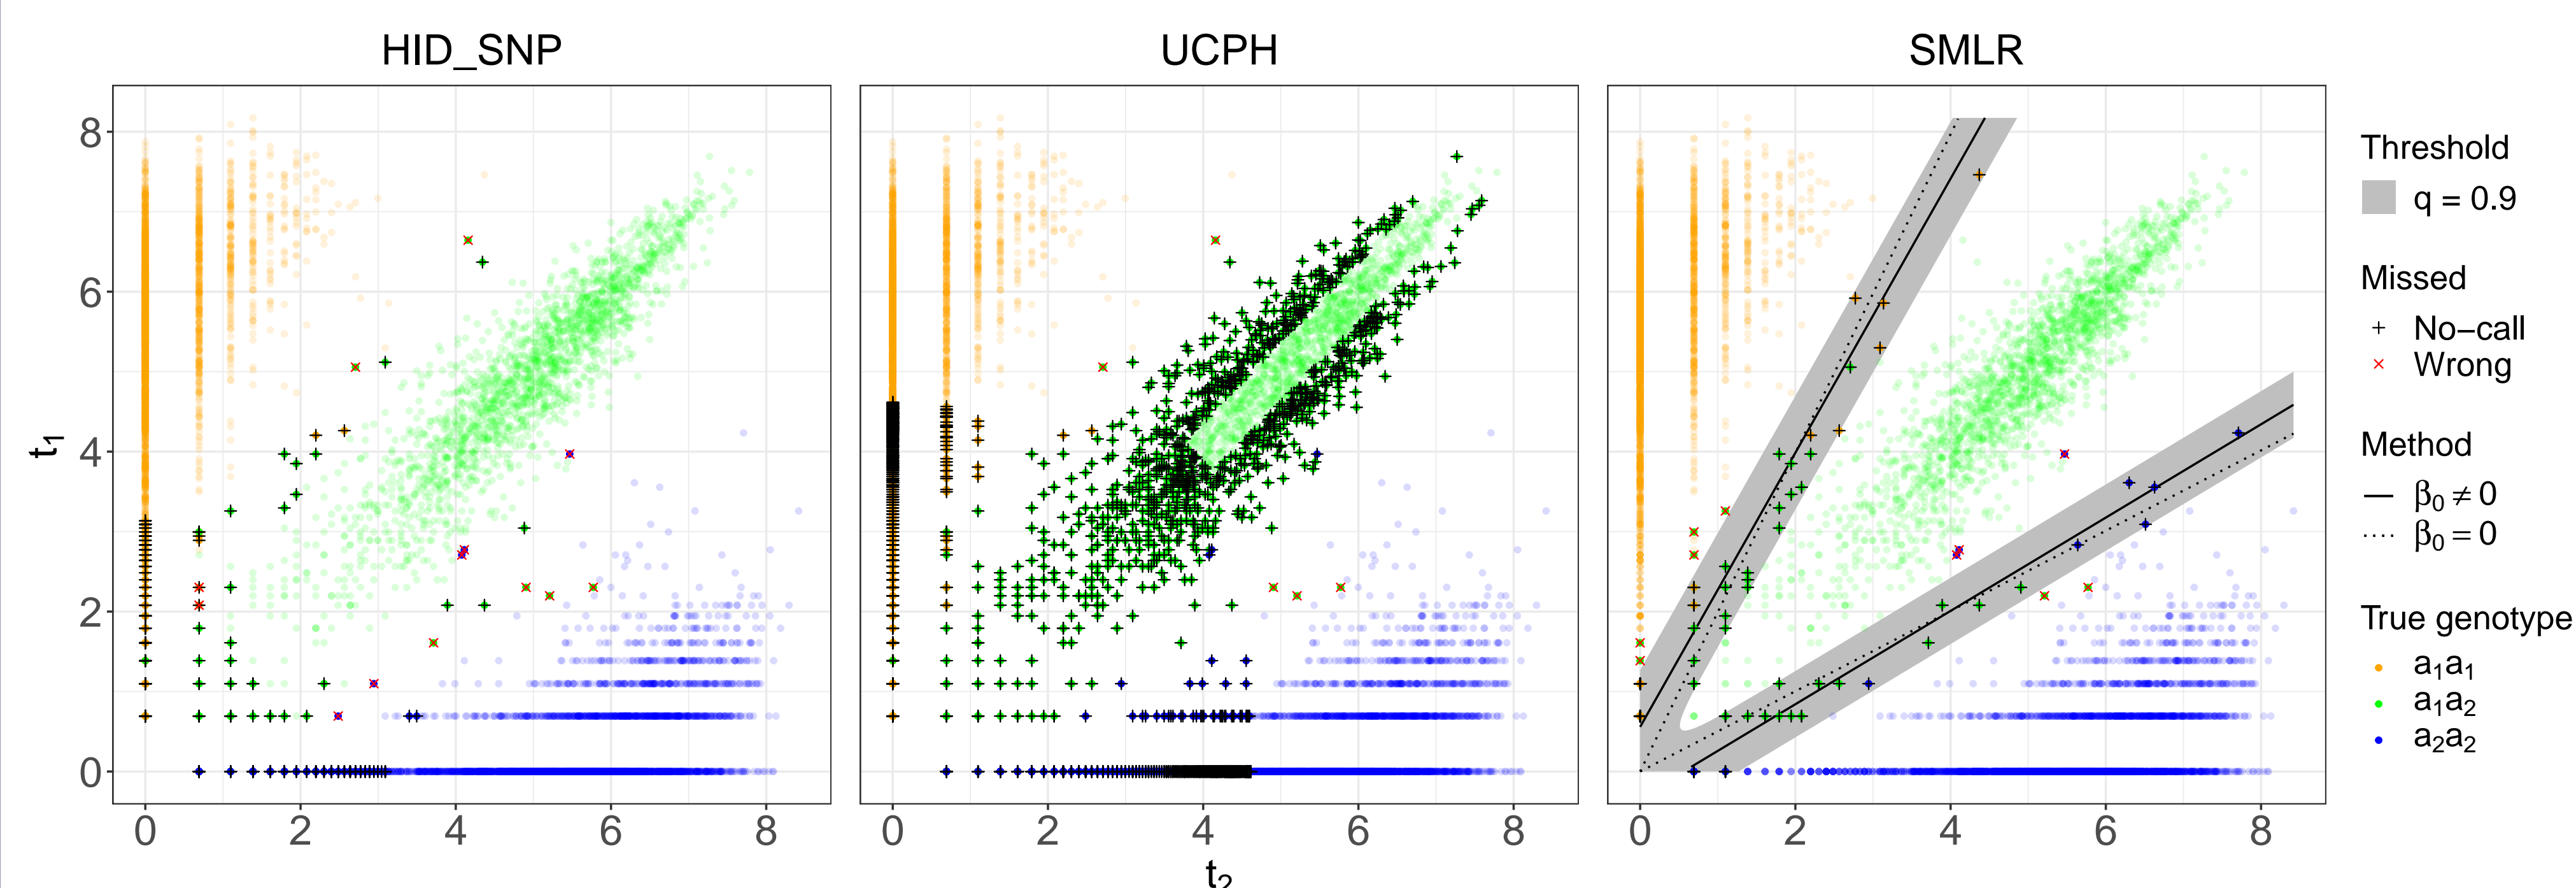 HID_SNP
UCPH
SMLR
t₁
8
6
4
2
0
0 2 4 6 8
0 2 4 6 8
0 2 4 6 8
t₂
Threshold
q = 0.9
Missed
No−call
Wrong
Method
β₀ ≠ 0
β₀ = 0
True genotype
a₁a₁
a₁a₂
a₂a₂